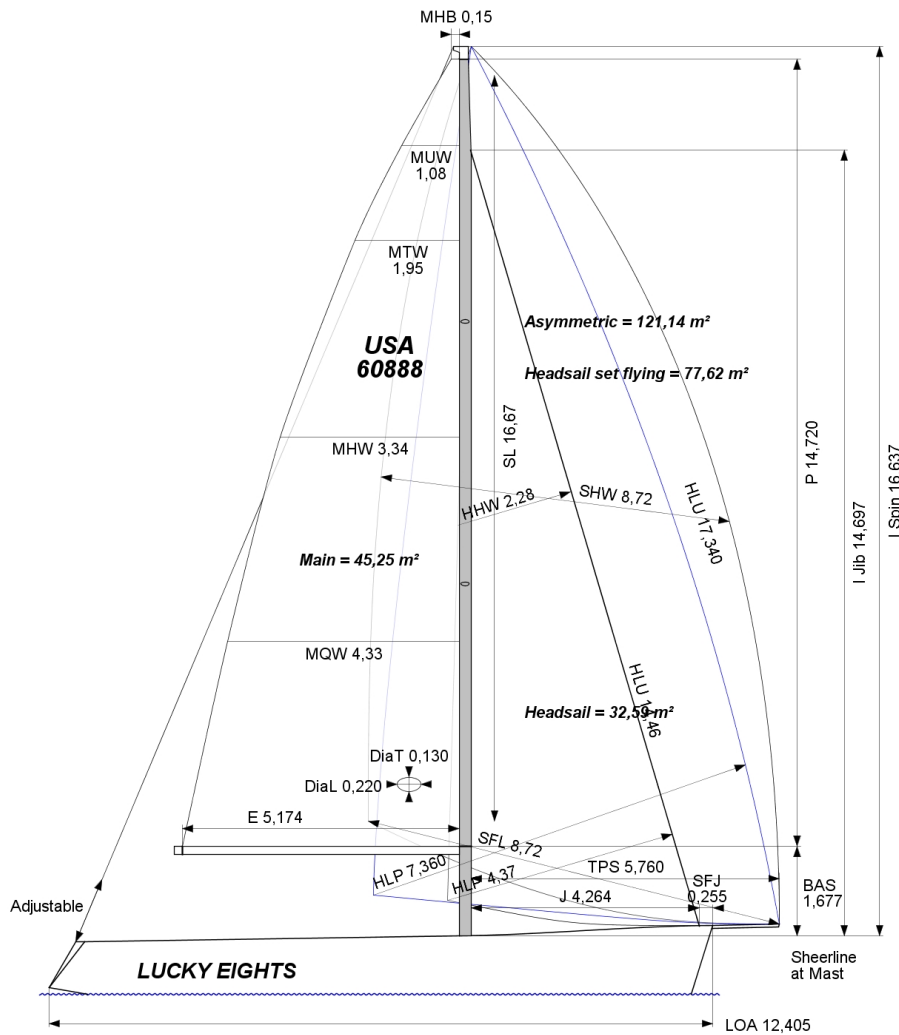 MHB 0,15
MUW
1,08
MTW
1,95
Asymmetric = 121,14 m²
USA
60888
Headsail set flying = 77,62 m²
SL 16,67
P 14,720
I Jib 14,697
I Spin 16,637
MHW 3,34
HHW 2,28
SHW 8,72
HLU 17,340
Main = 45,25 m²
MQW 4,33
HLU
Headsail = 32,59 m²
DiaT 0,130
DiaL 0,220
E 5,174
SFL 8,72
HLP 7,360
HLP 4,37
TPS 5,760
SFJ
0,255
J 4,264
BAS
1,677
Adjustable
Sheerline
at Mast
LUCKY EIGHTS
LOA 12,405